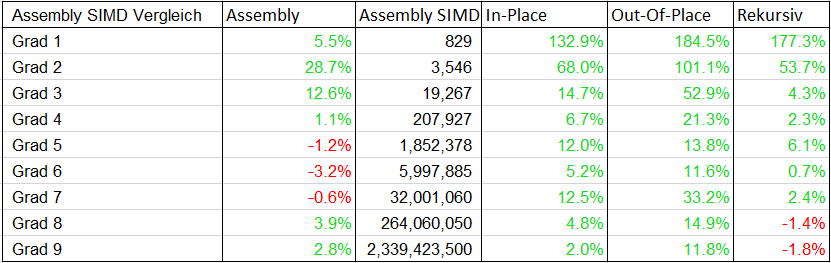 Assembly SIMD Vergleich Assembly Assembly SIMD In-Place Out-Of-Place Rekursiv
Grad 1 5.5% 829 132.9% 184.5% 177.3%
Grad 2 28.7% 3,546 68.0% 101.1% 53.7%
Grad 3 12.6% 19,267 14.7% 52.9% 4.3%
Grad 4 1.1% 207,927 6.7% 21.3% 2.3%
Grad 5 -1.2% 1,852,378 12.0% 13.8% 6.1%
Grad 6 -3.2% 5,997,885 5.2% 11.6% 0.7%
Grad 7 -0.6% 32,001,060 12.5% 33.2% 2.4%
Grad 8 3.9% 264,060,050 4.8% 14.9% -1.4%
Grad 9 2.8% 2,339,423,500 2.0% 11.8% -1.8%